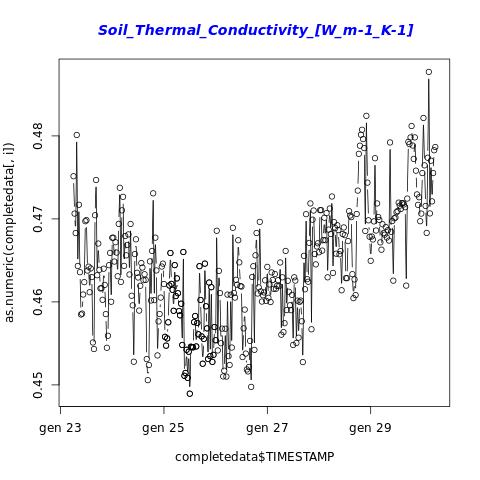 Soil_Thermal_Conductivity_[W_m-1_K-1]
as.numeric(completedata[, i])
0.48
0.47
0.46
0.45
gen 23
gen 25
gen 27
gen 29
completedata$TIMESTAMP